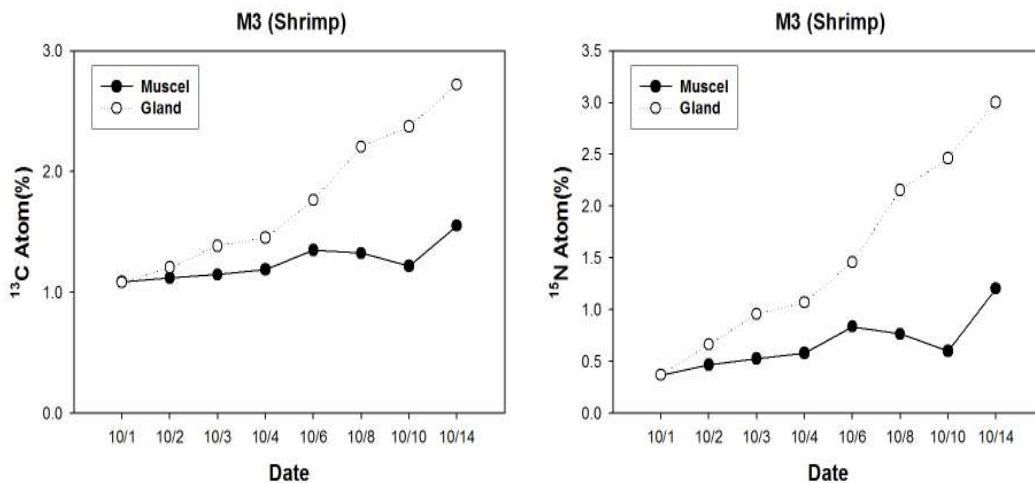 M3 (Shrimp)
3.0
2.0
1.0
0.0
¹³C Atom(%)
Muscel
Gland
10/1 10/2 10/3 10/4 10/6 10/8 10/10 10/14
Date
M3 (Shrimp)
3.5
3.0
2.5
2.0
1.5
1.0
0.5
0.0
¹⁵N Atom(%)
Muscel
Gland
10/1 10/2 10/3 10/4 10/6 10/8 10/10 10/14
Date